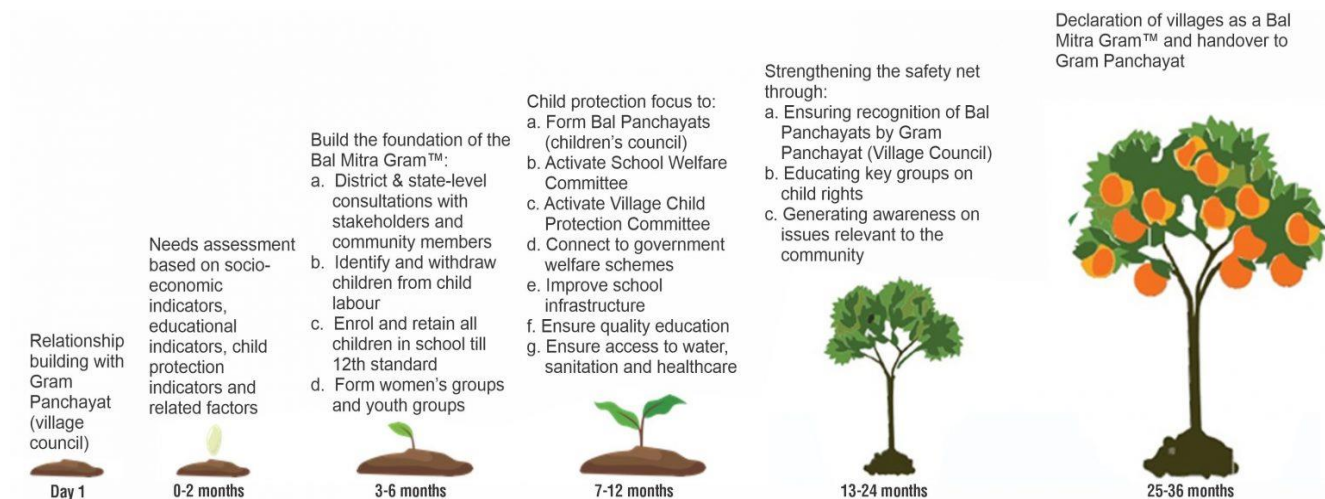 Relationship
building with
Gram
Panchayat
(village
council)
Day 1
Needs assessment
based on socio-
economic
indicators,
educational
indicators, child
protection
indicators and
related factors
0-2 months
Build the foundation of the
Bal Mitra Gram™:
a. District & state-level
consultations with
stakeholders and
community members
b. Identify and withdraw
children from child
labour
c. Enrol and retain all
children in school till
12th standard
d. Form women's groups
and youth groups
3-6 months
Child protection focus to:
a. Form Bal Panchayats
(children's council)
b. Activate School Welfare
Committee
c. Activate Village Child
Protection Committee
d. Connect to government
welfare schemes
e. Improve school
infrastructure
f. Ensure quality education
g. Ensure access to water,
sanitation and healthcare
7-12 months
Strengthening the safety net
through:
a. Ensuring recognition of Bal
Panchayats by Gram
Panchayat (Village Council)
b. Educating key groups on
child rights
c. Generating awareness on
issues relevant to the
community
13-24 months
Declaration of villages as a Bal
Mitra Gram™ and handover to
Gram Panchayat
25-36 months